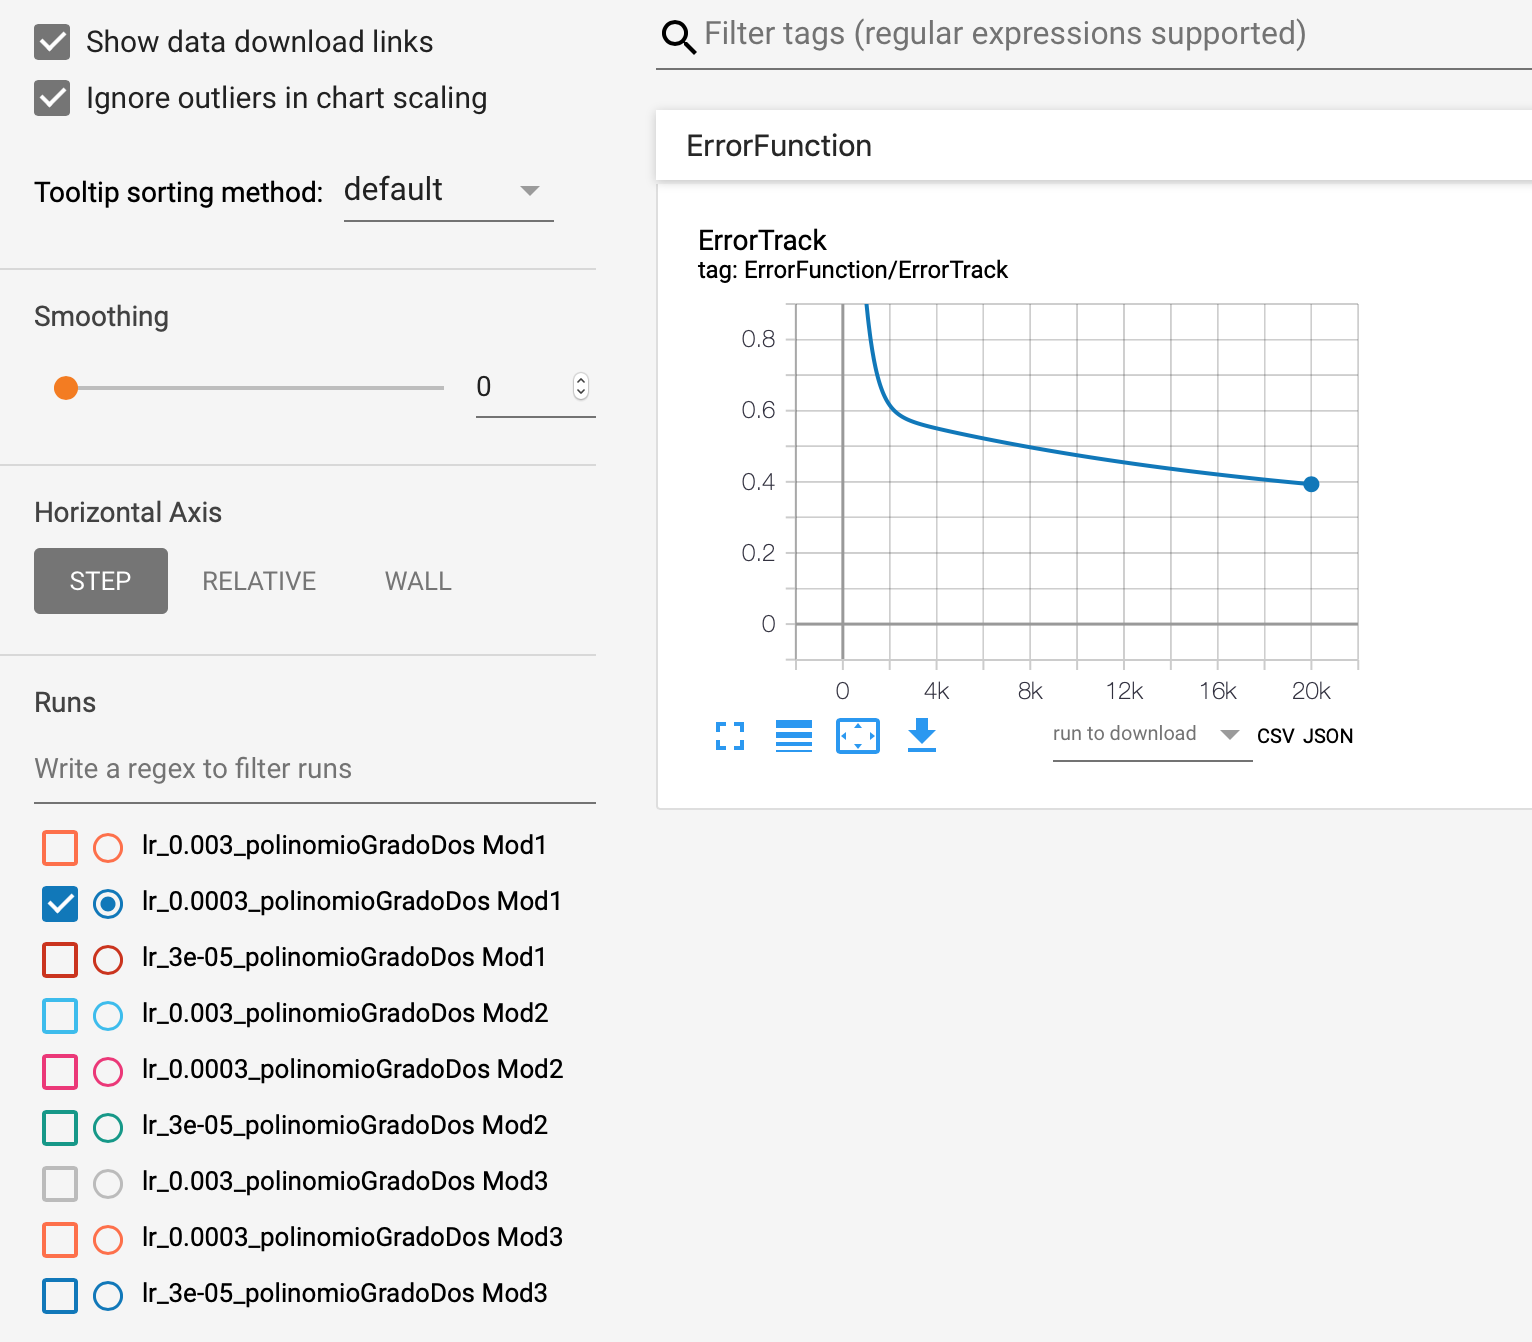 Show data download links
Ignore outliers in chart scaling
Tooltip sorting method: default
Smoothing
0
Horizontal Axis
STEP RELATIVE WALL
Runs
Write a regex to filter runs
lr_0.003_polinomioGradoDos Mod1
lr_0.0003_polinomioGradoDos Mod1
lr_3e-05_polinomioGradoDos Mod1
lr_0.003_polinomioGradoDos Mod2
lr_0.0003_polinomioGradoDos Mod2
lr_3e-05_polinomioGradoDos Mod2
lr_0.003_polinomioGradoDos Mod3
lr_0.0003_polinomioGradoDos Mod3
lr_3e-05_polinomioGradoDos Mod3
Filter tags (regular expressions supported)
ErrorFunction
ErrorTrack
tag: ErrorFunction/ErrorTrack
0.8
0.6
0.4
0.2
0
0 4k 8k 12k 16k 20k
run to download CSV JSON